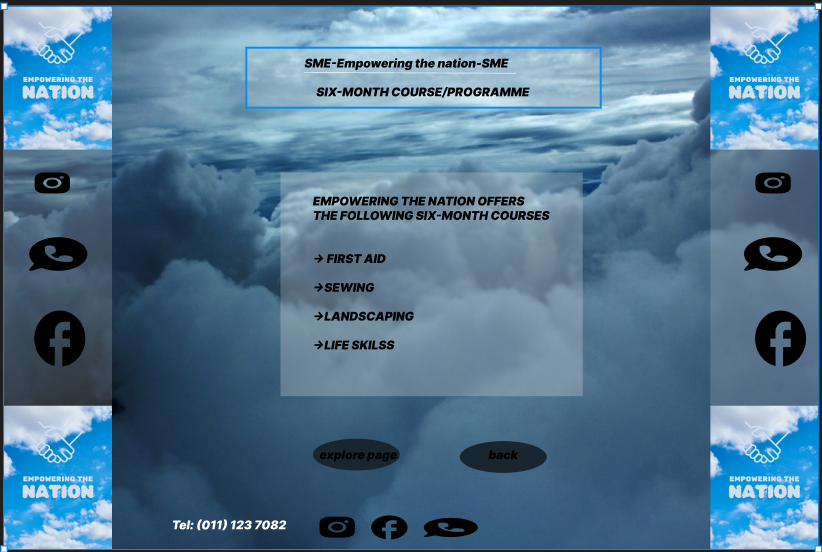 EMPOWERING THE
NATION
EMPOWERING THE
NATION
SME-Empowering the nation-SME
SIX-MONTH COURSE/PROGRAMME
EMPOWERING THE NATION OFFERS
THE FOLLOWING SIX-MONTH COURSES
→ FIRST AID
→SEWING
→LANDSCAPING
→LIFE SKILSS
explore page
back
EMPOWERING THE
NATION
EMPOWERING THE
NATION
Tel: (011) 123 7082